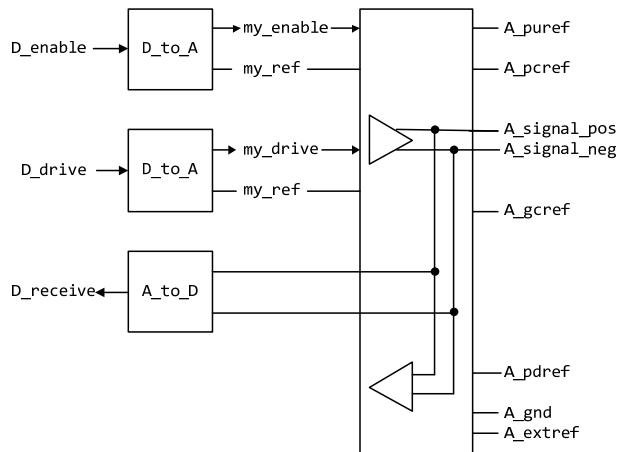 D_enable
D_to_A
my_enable
my_ref
A_puref
A_pcref
D_drive
D_to_A
my_drive
my_ref
A_signal_pos
A_signal_neg
A_gcref
D_receive
A_to_D
A_pdref
A_gnd
A_extref